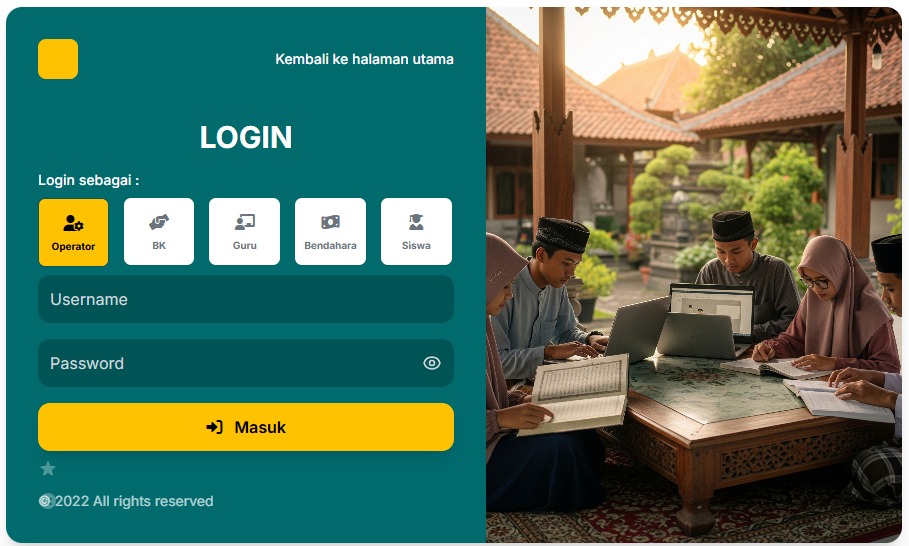 Kembali ke halaman utama
LOGIN
Login sebagai :
Operator
BK
Guru
Bendahara
Siswa
Username
Password
Masuk
© 2022 All rights reserved